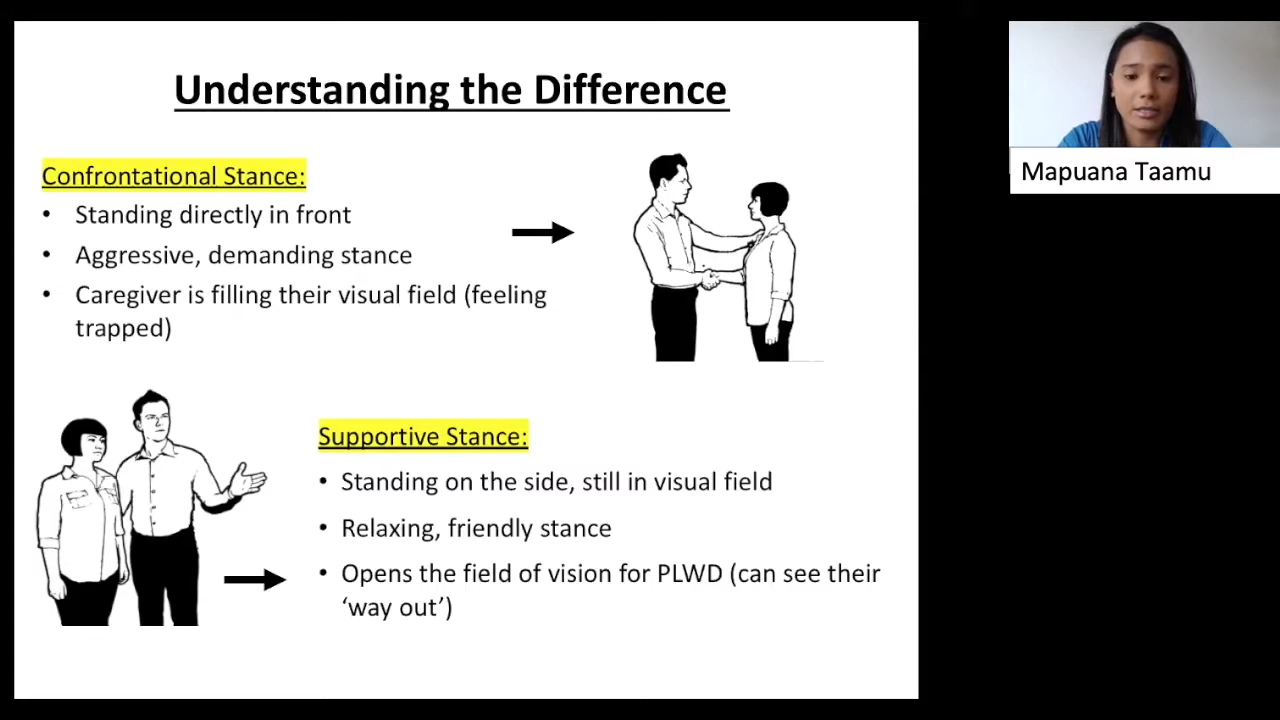 Understanding the Difference
Confrontational Stance:
• Standing directly in front
• Aggressive, demanding stance
• Caregiver is filling their visual field (feeling
trapped)
Supportive Stance:
• Standing on the side, still in visual field
• Relaxing, friendly stance
• Opens the field of vision for PLWD (can see their
‘way out’)
Mapuana Taamu